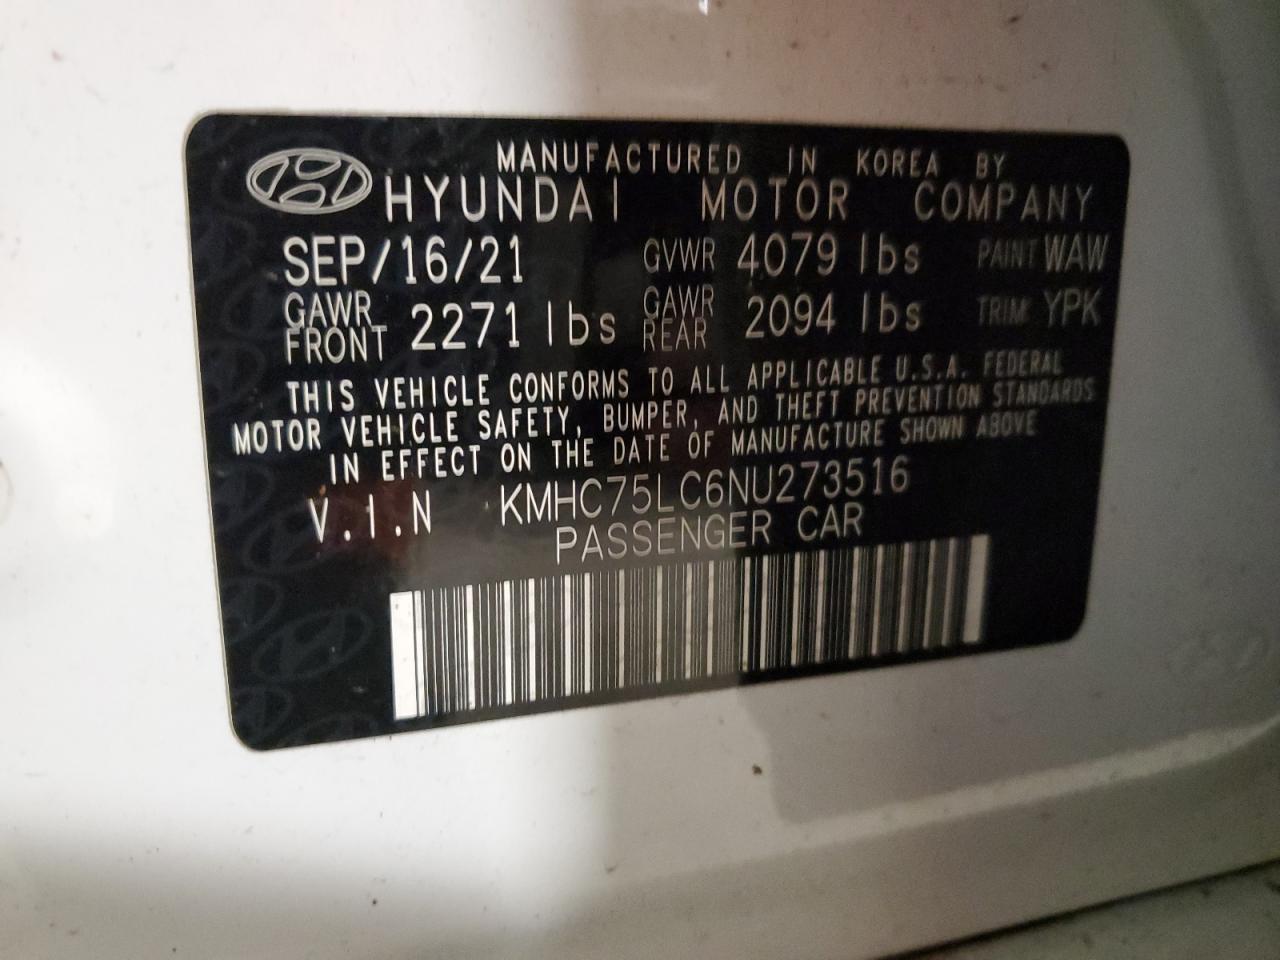 MANUFACTURED IN KOREA BY
HYUNDAI MOTOR COMPANY
SEP/16/21 GVWR 4079 lbs PAINT WAW
GAWR FRONT 2271 lbs GAWR REAR 2094 lbs TRIM YPK
THIS VEHICLE CONFORMS TO ALL APPLICABLE U.S.A. FEDERAL
MOTOR VEHICLE SAFETY, BUMPER, AND THEFT PREVENTION STANDARDS
IN EFFECT ON THE DATE OF MANUFACTURE SHOWN ABOVE
V.I.N KMHC75LC6NU273516
PASSENGER CAR